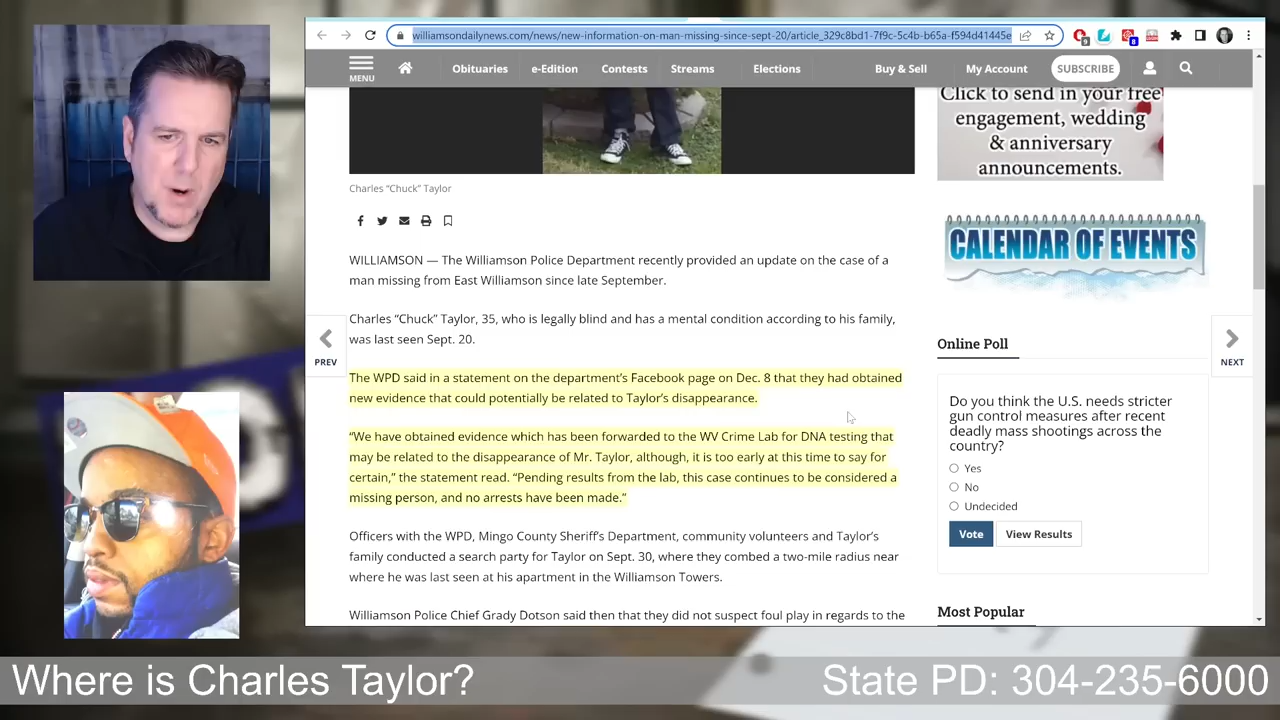 williamsondailynews.com/news/new-information-on-man-missing-since-sept-20/article_329c8bd1-7f9c-5c4b-b65a-f594d41445e
9
8
MENU
Obituaries
e-Edition
Contests
Streams
Elections
Buy & Sell
My Account
SUBSCRIBE
Click to send in your free
engagement, wedding
& anniversary
announcements.
Charles “Chuck” Taylor
WILLIAMSON — The Williamson Police Department recently provided an update on the case of a
man missing from East Williamson since late September.
Charles “Chuck” Taylor, 35, who is legally blind and has a mental condition according to his family,
was last seen Sept. 20.
The WPD said in a statement on the department’s Facebook page on Dec. 8 that they had obtained
new evidence that could potentially be related to Taylor’s disappearance.
“We have obtained evidence which has been forwarded to the WV Crime Lab for DNA testing that
may be related to the disappearance of Mr. Taylor, although, it is too early at this time to say for
certain,” the statement read. “Pending results from the lab, this case continues to be considered a
missing person, and no arrests have been made.”
Officers with the WPD, Mingo County Sheriff’s Department, community volunteers and Taylor’s
family conducted a search party for Taylor on Sept. 30, where they combed a two-mile radius near
where he was last seen at his apartment in the Williamson Towers.
Williamson Police Chief Grady Dotson said then that they did not suspect foul play in regards to the
PREV
NEXT
CALENDAR OF EVENTS
Online Poll
Do you think the U.S. needs stricter
gun control measures after recent
deadly mass shootings across the
country?
Yes
No
Undecided
Vote
View Results
Most Popular
Where is Charles Taylor?
State PD: 304-235-6000